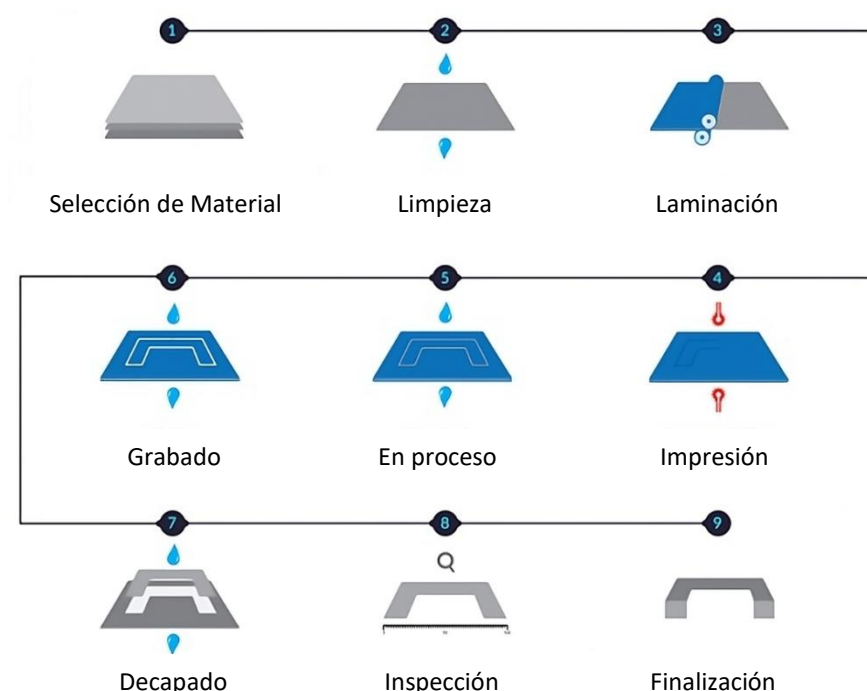 1 2 3
Selección de Material Limpieza Laminación
6 5 4
Grabado En proceso Impresión
7 8 9
Decapado Inspección Finalización